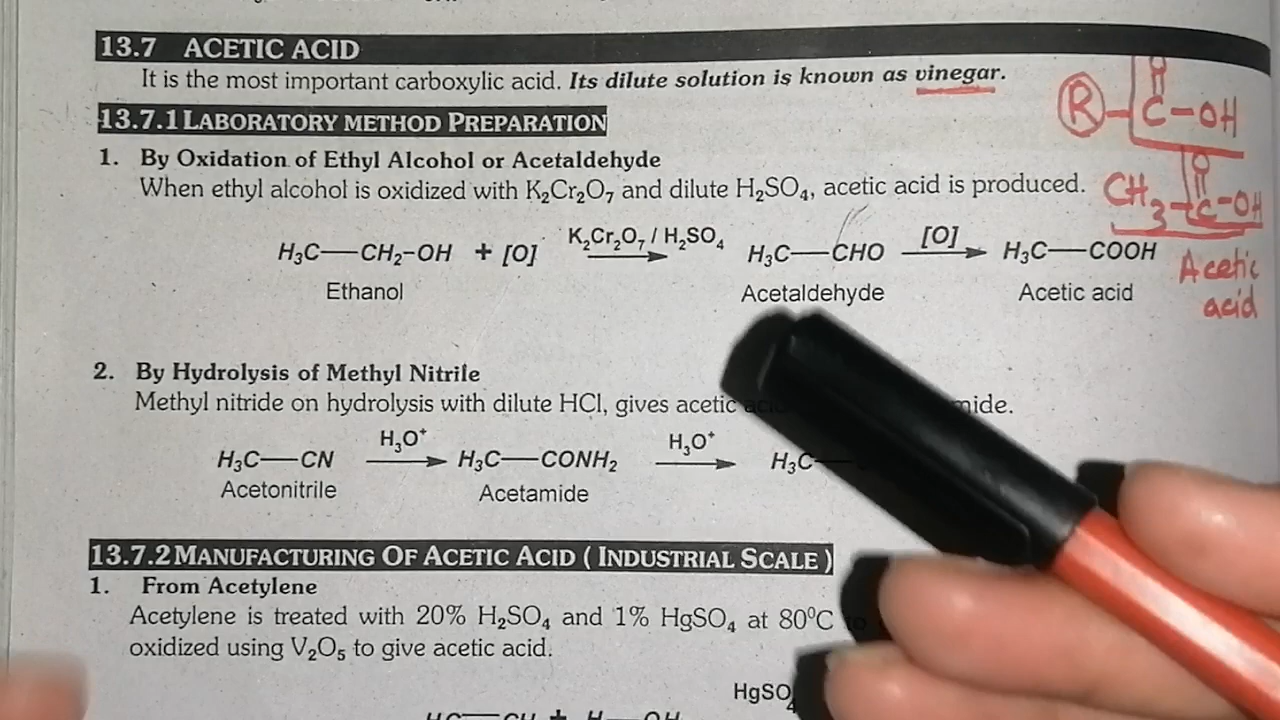 13.7 ACETIC ACID
It is the most important carboxylic acid. Its dilute solution is known as vinegar.
R-C-OH
O
13.7.1 LABORATORY METHOD PREPARATION
1. By Oxidation of Ethyl Alcohol or Acetaldehyde
When ethyl alcohol is oxidized with K₂Cr₂O₇ and dilute H₂SO₄, acetic acid is produced.
O
CH₃-C-OH
Acetic
acid
K₂Cr₂O₇ / H₂SO₄ [O]
H₃C—CH₂-OH + [O] H₃C—CHO H₃C—COOH
Ethanol Acetaldehyde Acetic acid
2. By Hydrolysis of Methyl Nitrile
Methyl nitride on hydrolysis with dilute HCl, gives acetic
H₃O⁺ H₃O⁺
H₃C—CN H₃C—CONH₂ H₃C
Acetonitrile Acetamide
13.7.2 MANUFACTURING OF ACETIC ACID ( INDUSTRIAL SCALE )
1. From Acetylene
Acetylene is treated with 20% H₂SO₄ and 1% HgSO₄ at 80⁰C
oxidized using V₂O₅ to give acetic acid.
HgSO₄